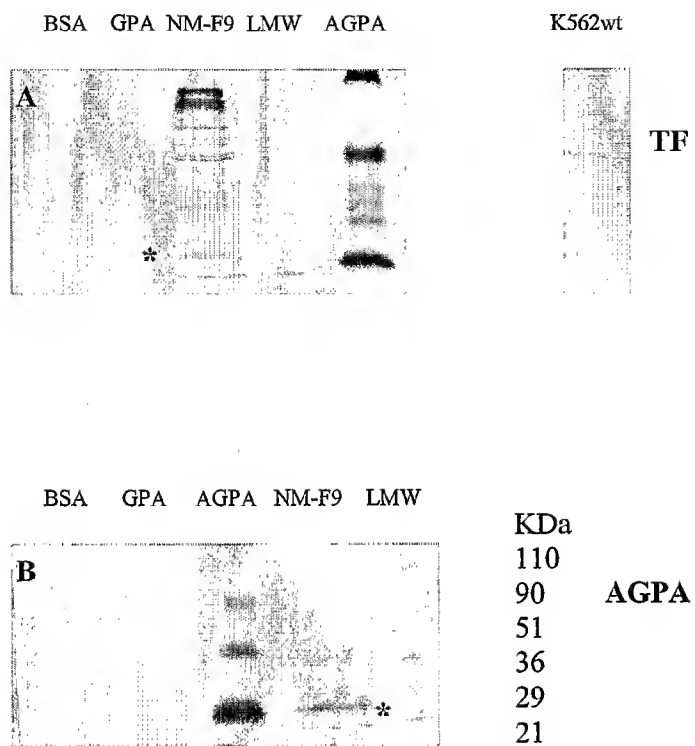 BSA GPA NM-F9 LMW AGPA K562wt
A
TF
*
BSA GPA AGPA NM-F9 LMW
KDa
B
110
90 AGPA
51
36
29
*
21